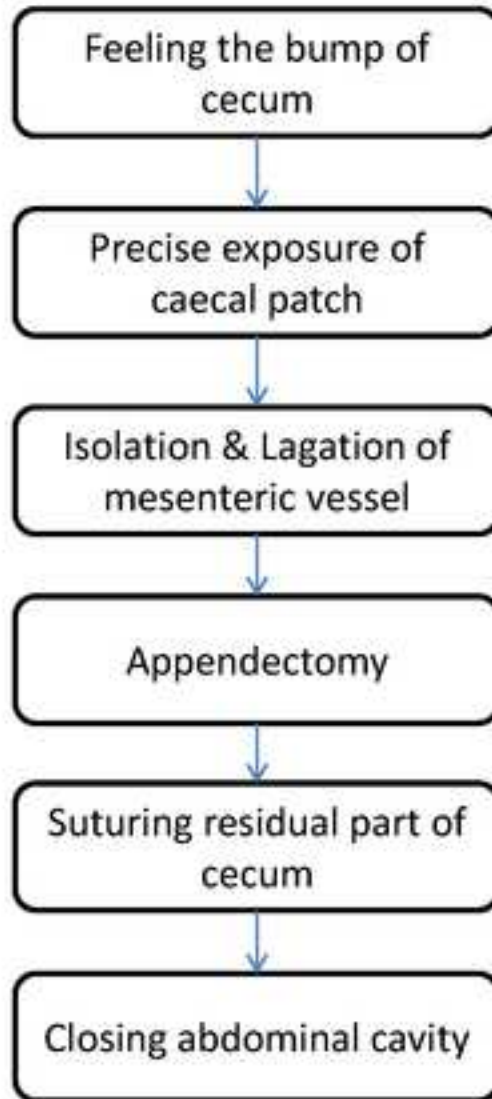 Feeling the bump of
cecum
Precise exposure of
caecal patch
Isolation & Lagation of
mesenteric vessel
Appendectomy
Suturing residual part of
cecum
Closing abdominal cavity